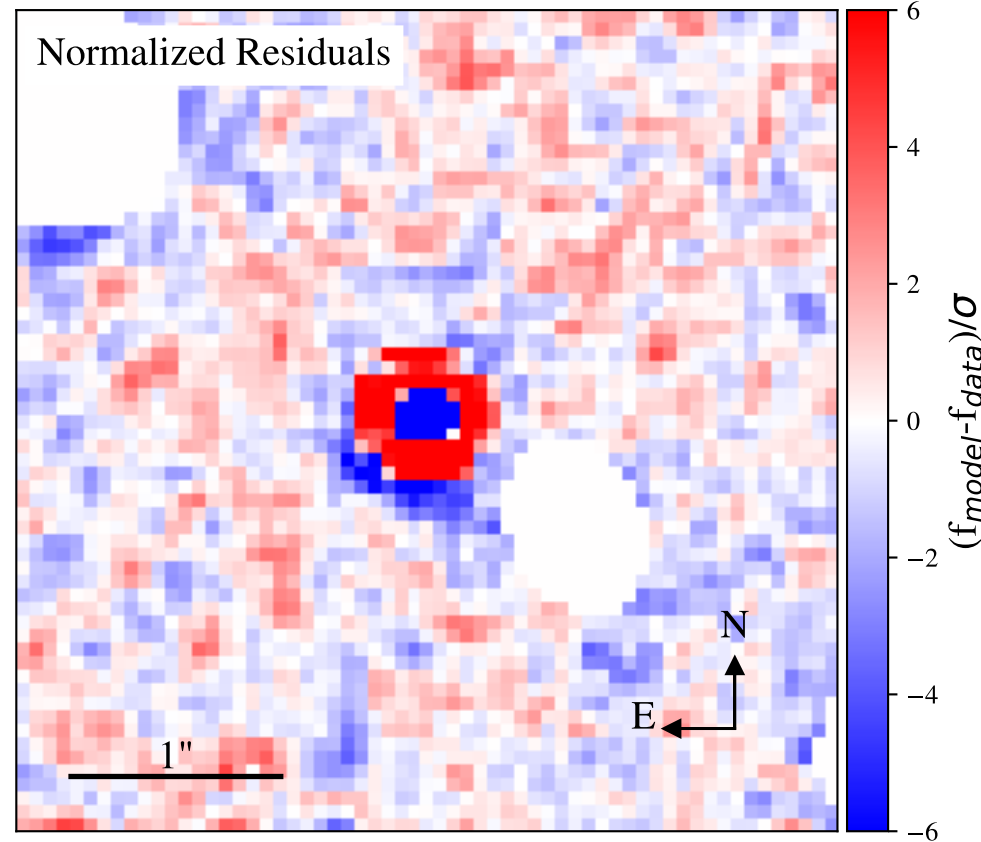 Normalized Residuals
6
4
2
0
−2
−4
−6
(f_model-f_data)/σ
N
E
1"